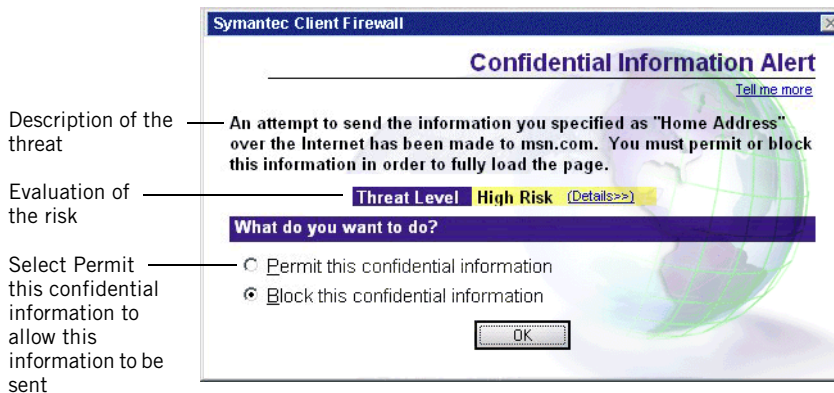 Symantec Client Firewall
Confidential Information Alert
Tell me more
Description of the
threat
An attempt to send the information you specified as "Home Address"
over the Internet has been made to msn.com. You must permit or block
this information in order to fully load the page.
Evaluation of
the risk
Threat Level High Risk (Details>>)
What do you want to do?
Select Permit
this confidential
information to
allow this
information to be
sent
Permit this confidential information
Block this confidential information
OK